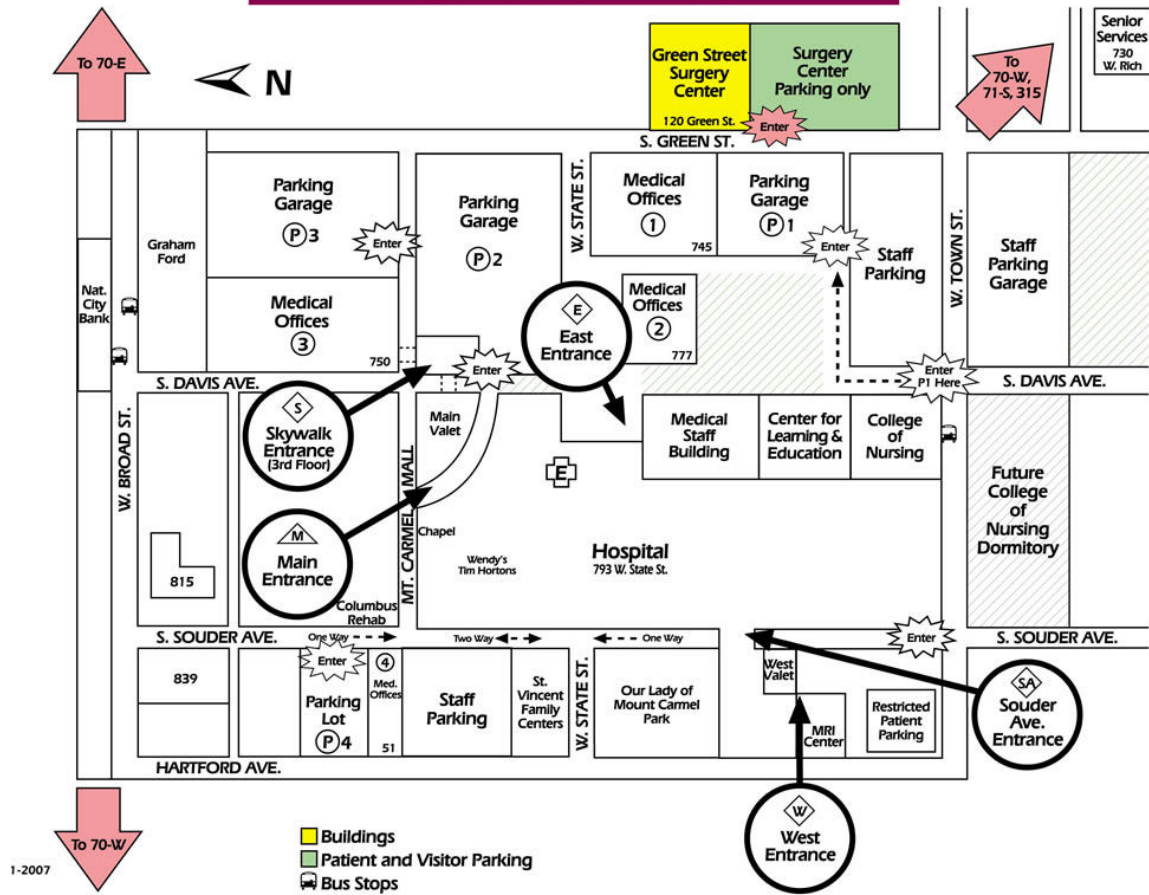 To 70-E
N
Green Street
Surgery
Center
120 Green St.
Surgery
Center
Parking only
Enter
To
70-W,
71-S, 315
Senior
Services
730
W. Rich
S. GREEN ST.
Graham
Ford
Parking
Garage
P 3
Enter
Parking
Garage
P 2
W. STATE ST.
Medical
Offices
1
745
Parking
Garage
P 1
Enter
Staff
Parking
W. TOWN ST.
Staff
Parking
Garage
Nat.
City
Bank
Medical
Offices
3
750
Enter
E
East
Entrance
Medical
Offices
2
777
Enter
P1 Here
S. DAVIS AVE.
S. DAVIS AVE.
W. BROAD ST.
S
Skywalk
Entrance
(3rd Floor)
Main
Valet
MT. CARMEL MALL
Medical
Staff
Building
Center for
Learning &
Education
College
of
Nursing
Future
College
of
Nursing
Dormitory
E
M
Main
Entrance
Chapel
Wendy's
Tim Hortons
Hospital
793 W. State St.
815
Columbus
Rehab
S. SOUDER AVE.
One Way
Two Way
One Way
Enter
S. SOUDER AVE.
839
Enter
Parking
Lot
P 4
4
Med.
Offices
51
Staff
Parking
St.
Vincent
Family
Centers
W. STATE ST.
Our Lady of
Mount Carmel
Park
West
Valet
MRI
Center
Restricted
Patient
Parking
SA
Souder
Ave.
Entrance
HARTFORD AVE.
W
West
Entrance
To 70-W
Buildings
Patient and Visitor Parking
Bus Stops
1-2007